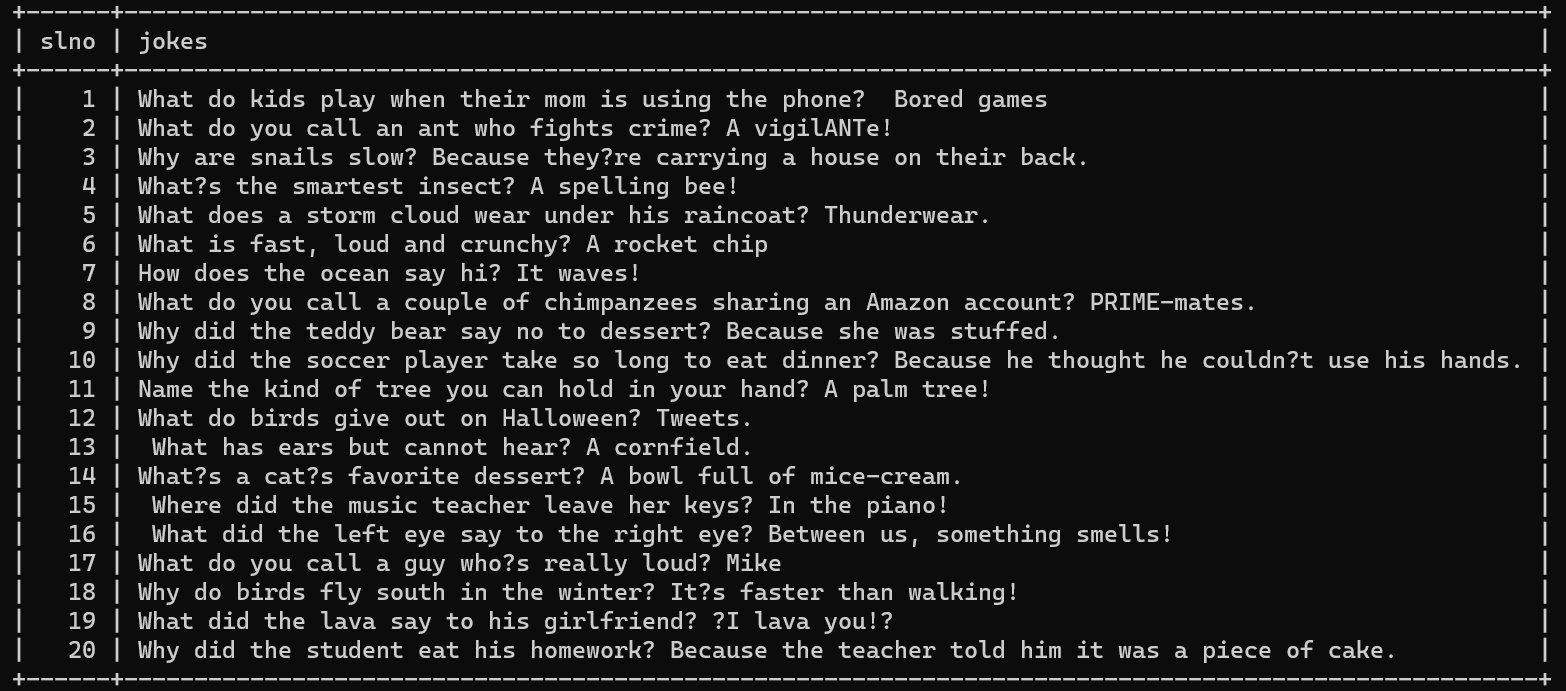 +------+----------------------------------------------------------------------------------------------------+
| slno | jokes                                                                                              |
+------+----------------------------------------------------------------------------------------------------+
|    1 | What do kids play when their mom is using the phone?  Bored games                                  |
|    2 | What do you call an ant who fights crime? A vigilANTe!                                             |
|    3 | Why are snails slow? Because they?re carrying a house on their back.                               |
|    4 | What?s the smartest insect? A spelling bee!                                                        |
|    5 | What does a storm cloud wear under his raincoat? Thunderwear.                                      |
|    6 | What is fast, loud and crunchy? A rocket chip                                                      |
|    7 | How does the ocean say hi? It waves!                                                               |
|    8 | What do you call a couple of chimpanzees sharing an Amazon account? PRIME-mates.                   |
|    9 | Why did the teddy bear say no to dessert? Because she was stuffed.                                 |
|   10 | Why did the soccer player take so long to eat dinner? Because he thought he couldn?t use his hands. |
|   11 | Name the kind of tree you can hold in your hand? A palm tree!                                      |
|   12 | What do birds give out on Halloween? Tweets.                                                       |
|   13 |  What has ears but cannot hear? A cornfield.                                                       |
|   14 | What?s a cat?s favorite dessert? A bowl full of mice-cream.                                        |
|   15 |  Where did the music teacher leave her keys? In the piano!                                         |
|   16 |  What did the left eye say to the right eye? Between us, something smells!                         |
|   17 | What do you call a guy who?s really loud? Mike                                                     |
|   18 | Why do birds fly south in the winter? It?s faster than walking!                                    |
|   19 | What did the lava say to his girlfriend? ?I lava you!?                                             |
|   20 | Why did the student eat his homework? Because the teacher told him it was a piece of cake.         |
+------+----------------------------------------------------------------------------------------------------+